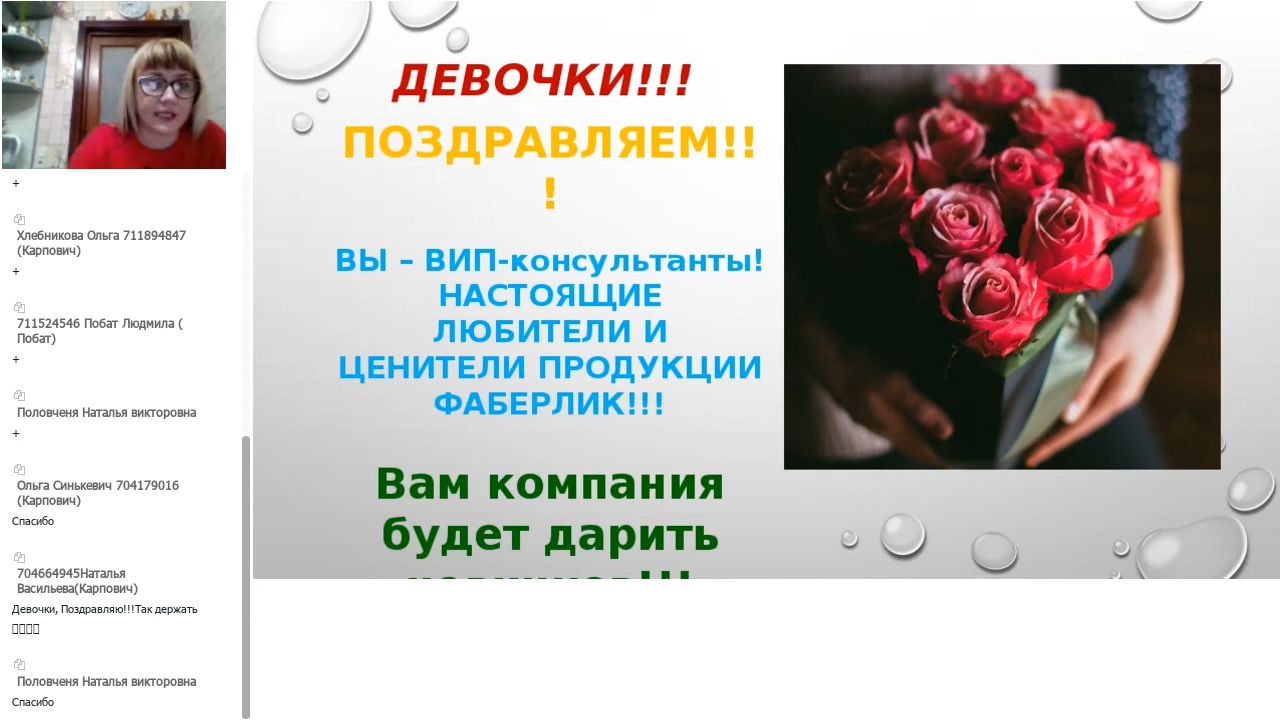 +
Хлебникова Ольга 711894847
(Карпович)
+
711524546 Побат Людмила (
Побат)
+
Половченя Наталья викторовна
+
Ольга Синькевич 704179016
(Карпович)
Спасибо
704664945Наталья
Васильева(Карпович)
Девочки, Поздравляю!!!Так держать
Половченя Наталья викторовна
Спасибо
ДЕВОЧКИ!!!
ПОЗДРАВЛЯЕМ!!
!
ВЫ – ВИП-консультанты!
НАСТОЯЩИЕ
ЛЮБИТЕЛИ И
ЦЕНИТЕЛИ ПРОДУКЦИИ
ФАБЕРЛИК!!!
Вам компания
будет дарить